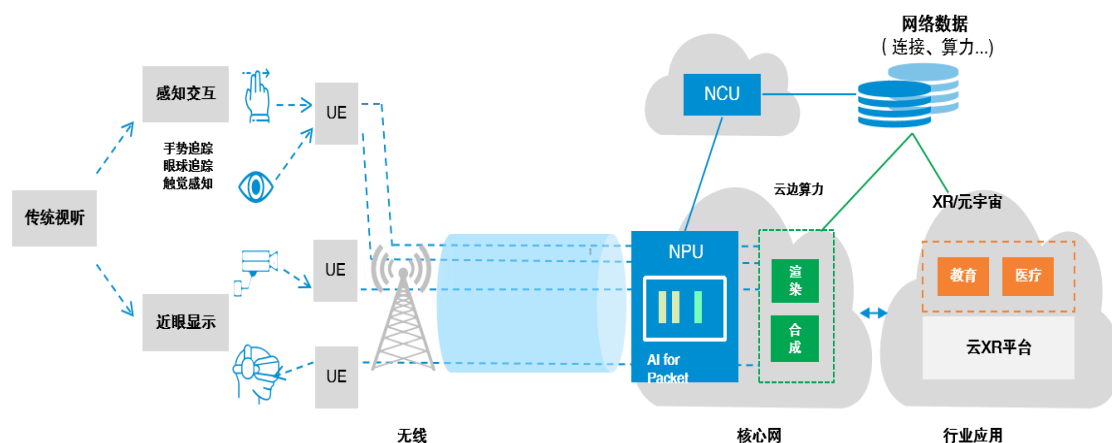 网络数据
( 连接、算力...)
感知交互
UE
NCU
手势追踪
眼球追踪
触觉感知
云边算力
XR/元宇宙
传统视听
NPU
UE
渲
染
教育
医疗
近眼显示
合
成
云XR平台
AI for
Packet
UE
无线
核心网
行业应用